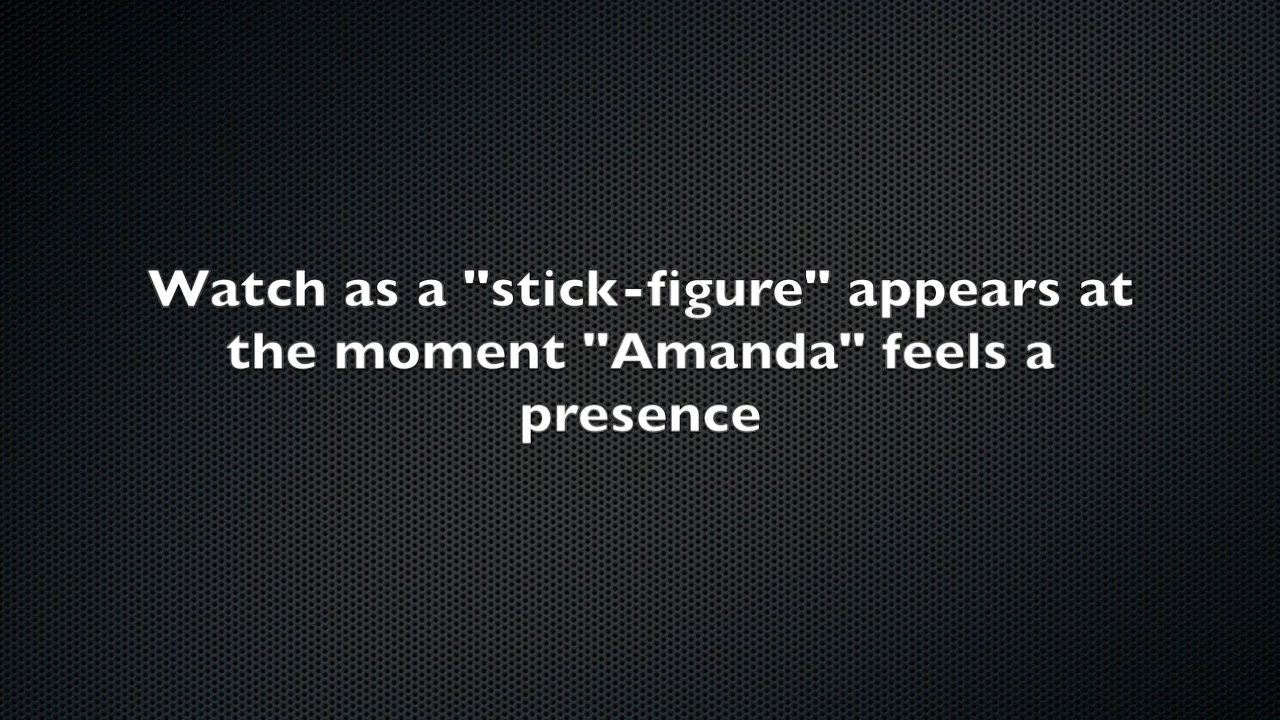 Watch as a "stick-figure" appears at
the moment "Amanda" feels a
presence